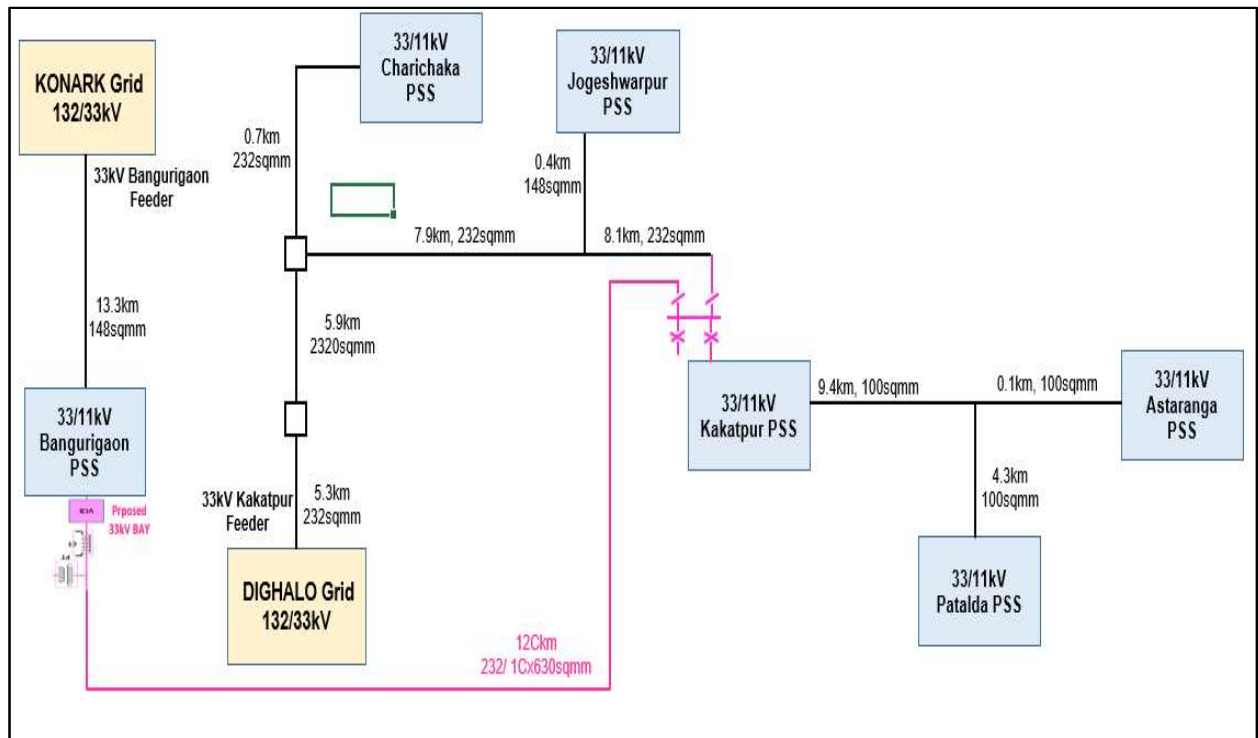 KONARK Grid
132/33kV
33kV Bangurigaon
Feeder
13.3km
148sqmm
33/11kV
Bangurigaon
PSS
VCB
Prposed
33kV BAY
33/11kV
Charichaka
PSS
0.7km
232sqmm
33/11kV
Jogeshwarpur
PSS
0.4km
148sqmm
7.9km, 232sqmm
8.1km, 232sqmm
5.9km
2320sqmm
33kV Kakatpur
Feeder
5.3km
232sqmm
DIGHALO Grid
132/33kV
33/11kV
Kakatpur PSS
9.4km, 100sqmm
0.1km, 100sqmm
33/11kV
Astaranga
PSS
4.3km
100sqmm
33/11kV
Patalda PSS
12Ckm
232/ 1Cx630sqmm